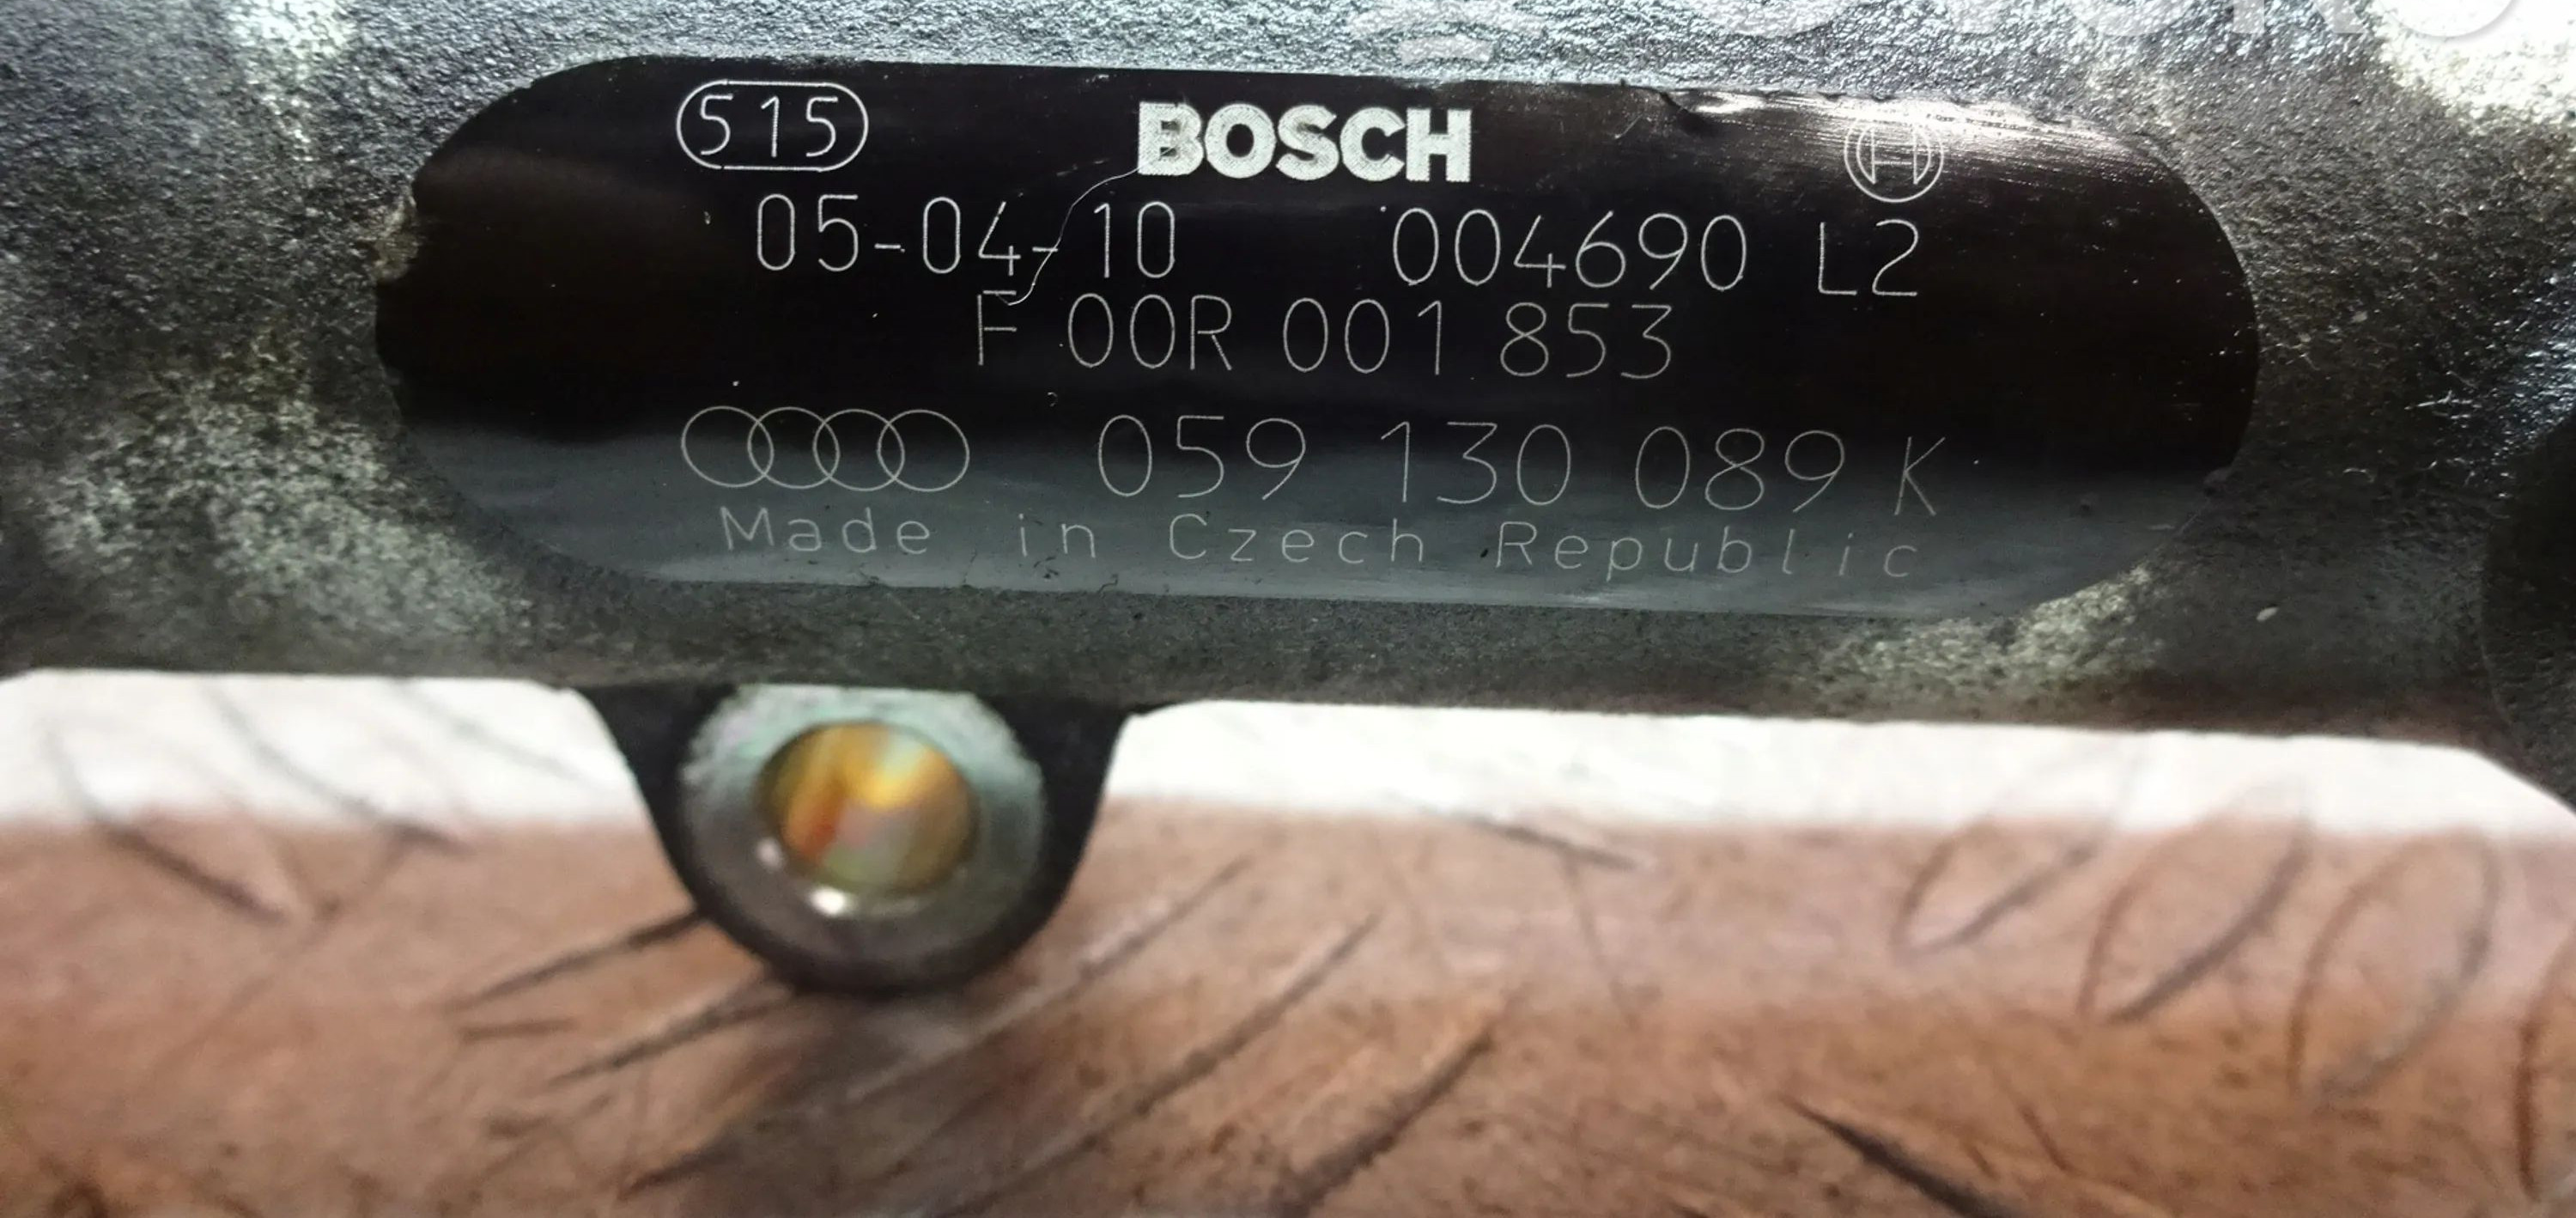 515 BOSCH
05-04-10 004690 L2
F 00R 001 853
059 130 089 K
Made in Czech Republic